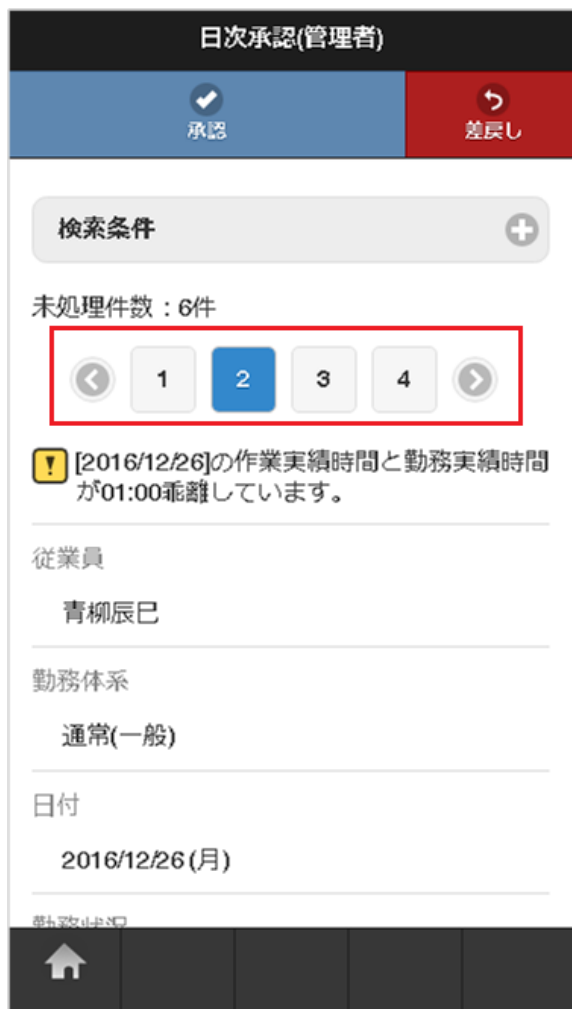 日次承認(管理者)
承認
差戻し
検索条件
未処理件数：6件
1 2 3 4
[2016/12/26]の作業実績時間と勤務実績時間
が01:00乖離しています。
従業員
青柳辰巳
勤務体系
通常(一般)
日付
2016/12/26(月)
勤務状況